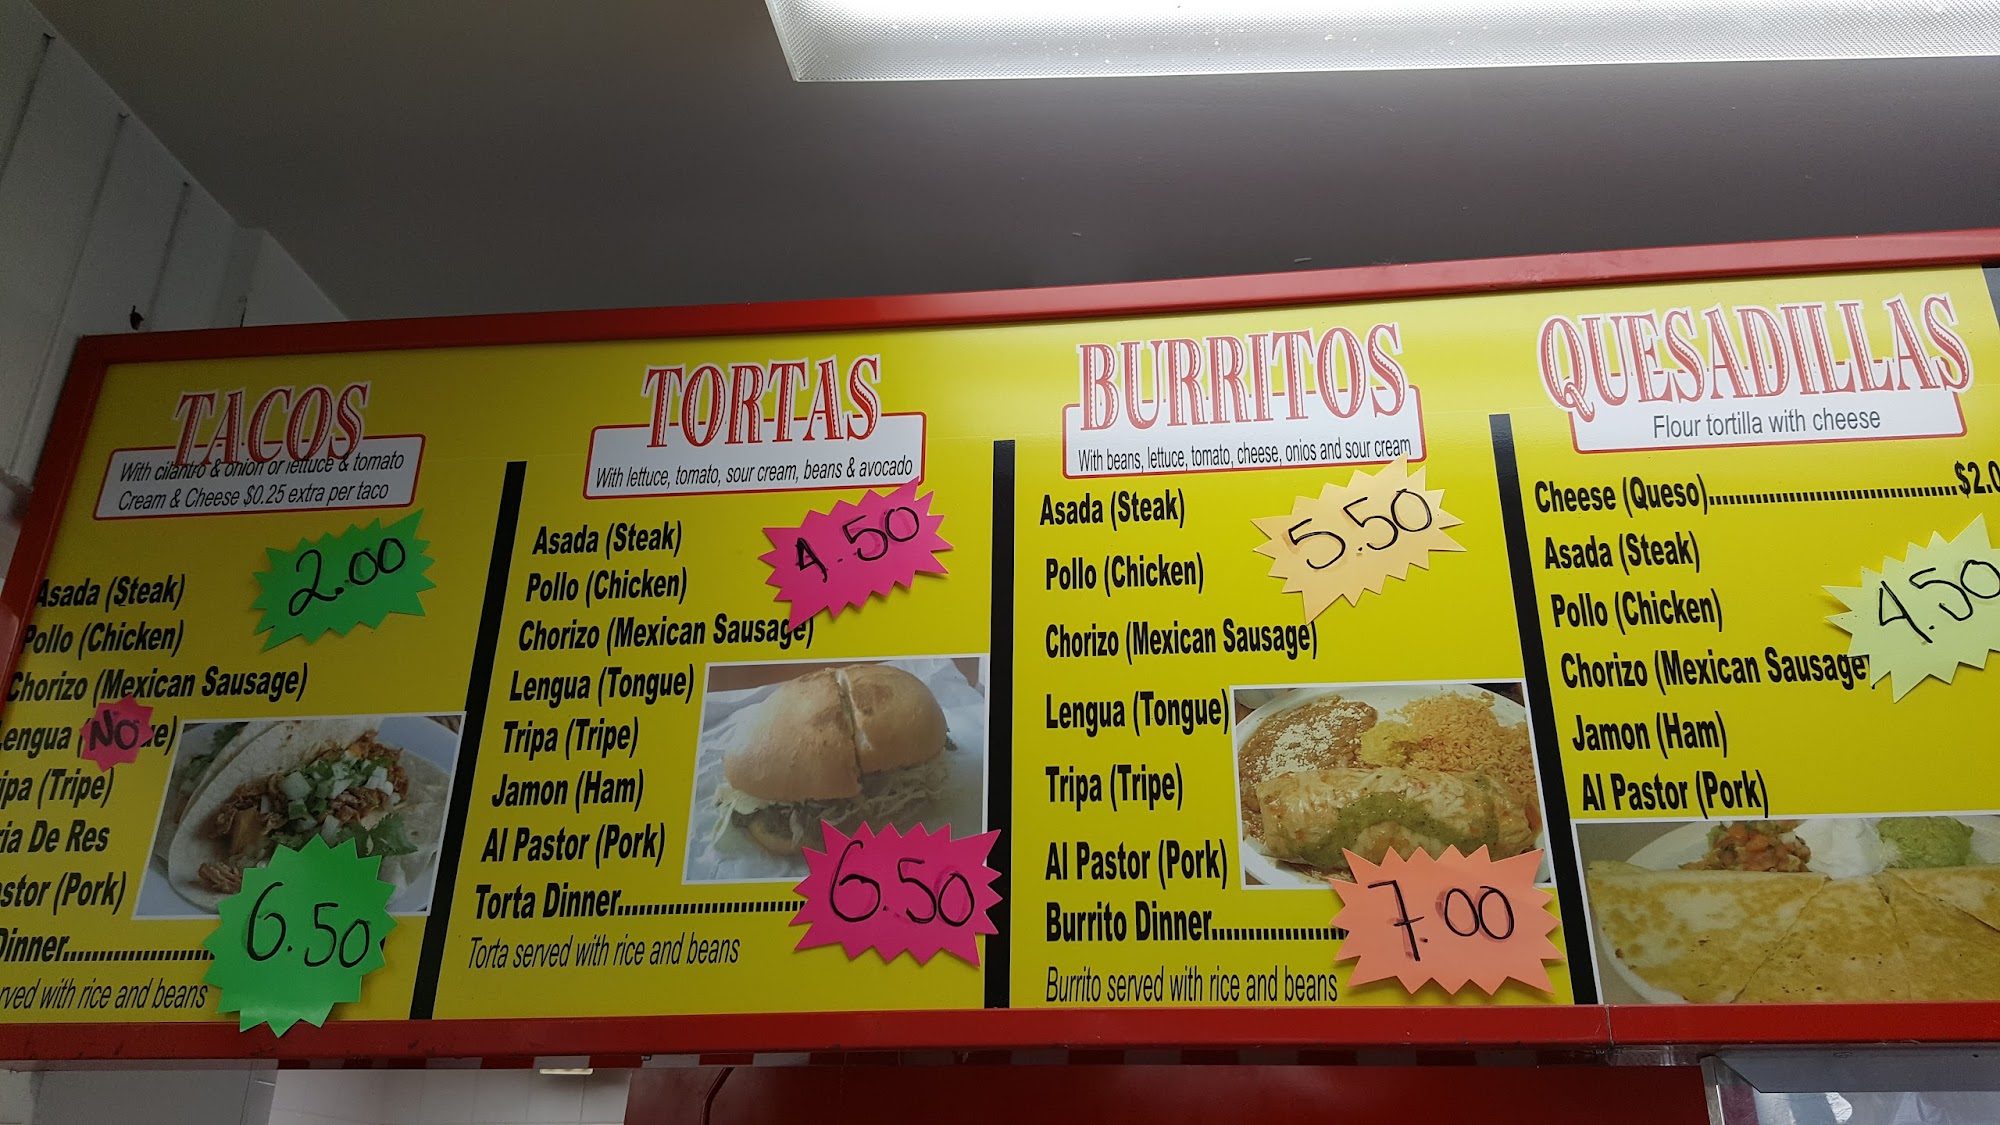 TACOS
With cilantro & onion or lettuce & tomato
Cream & Cheese $0.25 extra per taco
2.00
Asada (Steak)
Pollo (Chicken)
Chorizo (Mexican Sausage)
NO
(Tripe)
De Res
(Pork)
6.50
with rice and beans
TORTAS
With lettuce, tomato, sour cream, beans & avocado
4.50
Asada (Steak)
Pollo (Chicken)
Chorizo (Mexican Sausage)
Lengua (Tongue)
Tripa (Tripe)
Jamon (Ham)
Al Pastor (Pork)
Torta Dinner.......................... 6.50
Torta served with rice and beans
BURRITOS
With beans, lettuce, tomato, cheese, onios and sour cream
5.50
Asada (Steak)
Pollo (Chicken)
Chorizo (Mexican Sausage)
Lengua (Tongue)
Tripa (Tripe)
Al Pastor (Pork)
Burrito Dinner................... 7.00
Burrito served with rice and beans
QUESADILLAS
Flour tortilla with cheese
Cheese (Queso)...................................$2.0
Asada (Steak)
4.50
Pollo (Chicken)
Chorizo (Mexican Sausage)
Jamon (Ham)
Al Pastor (Pork)